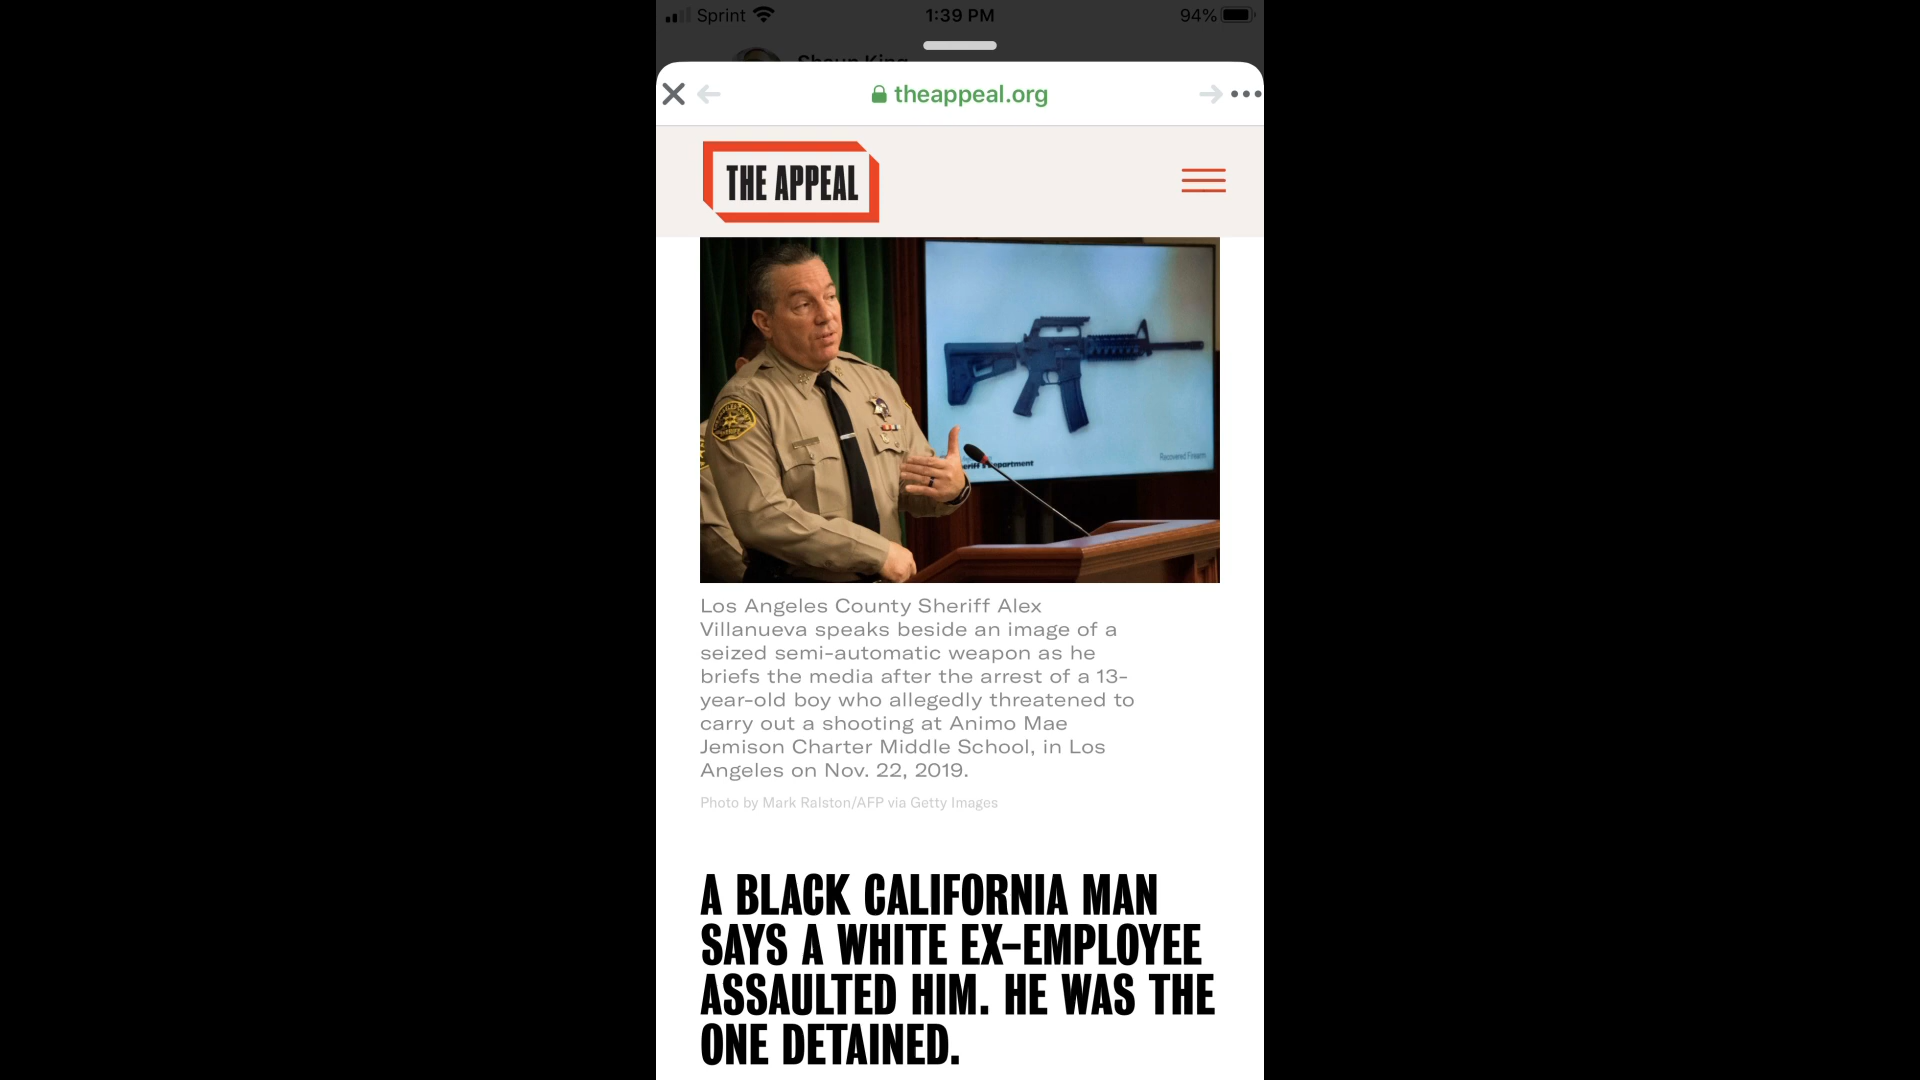 Sprint 1:39 PM 94%
Shaun King
theappeal.org
THE APPEAL
Recovered Firearm
Los Angeles County Sheriff Alex
Villanueva speaks beside an image of a
seized semi-automatic weapon as he
briefs the media after the arrest of a 13-
year-old boy who allegedly threatened to
carry out a shooting at Animo Mae
Jemison Charter Middle School, in Los
Angeles on Nov. 22, 2019.
Photo by Mark Ralston/AFP via Getty Images
A BLACK CALIFORNIA MAN
SAYS A WHITE EX-EMPLOYEE
ASSAULTED HIM. HE WAS THE
ONE DETAINED.